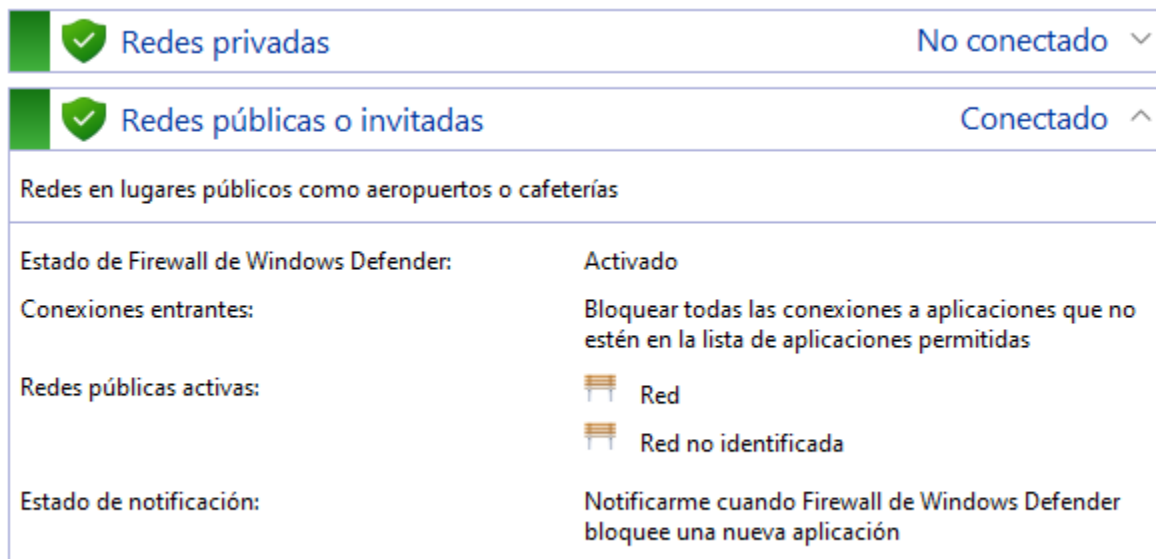 Redes privadas No conectado
Redes públicas o invitadas Conectado
Redes en lugares públicos como aeropuertos o cafeterías
Estado de Firewall de Windows Defender: Activado
Conexiones entrantes: Bloquear todas las conexiones a aplicaciones que no
estén en la lista de aplicaciones permitidas
Redes públicas activas: Red
Red no identificada
Estado de notificación: Notificarme cuando Firewall de Windows Defender
bloquee una nueva aplicación